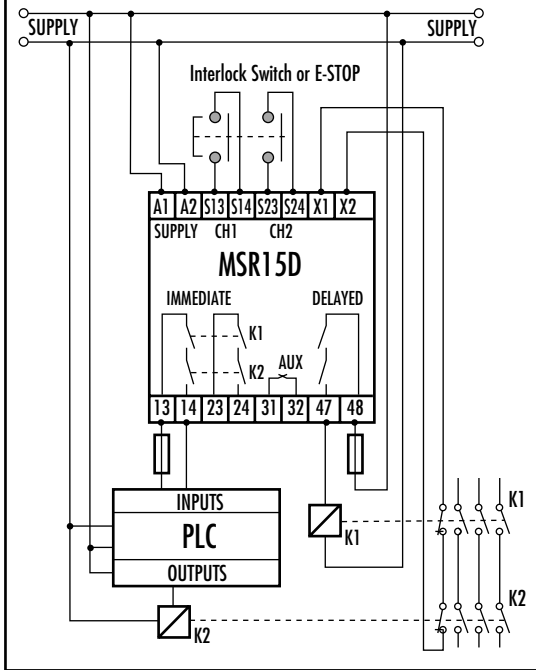 SUPPLY SUPPLY
Interlock Switch or E-STOP
A1 A2 S13 S14 S23 S24 X1 X2
SUPPLY CH1 CH2
MSR15D
IMMEDIATE DELAYED
K1
K2 AUX
13 14 23 24 31 32 47 48
INPUTS
PLC
OUTPUTS
K1
K2
K1
K2